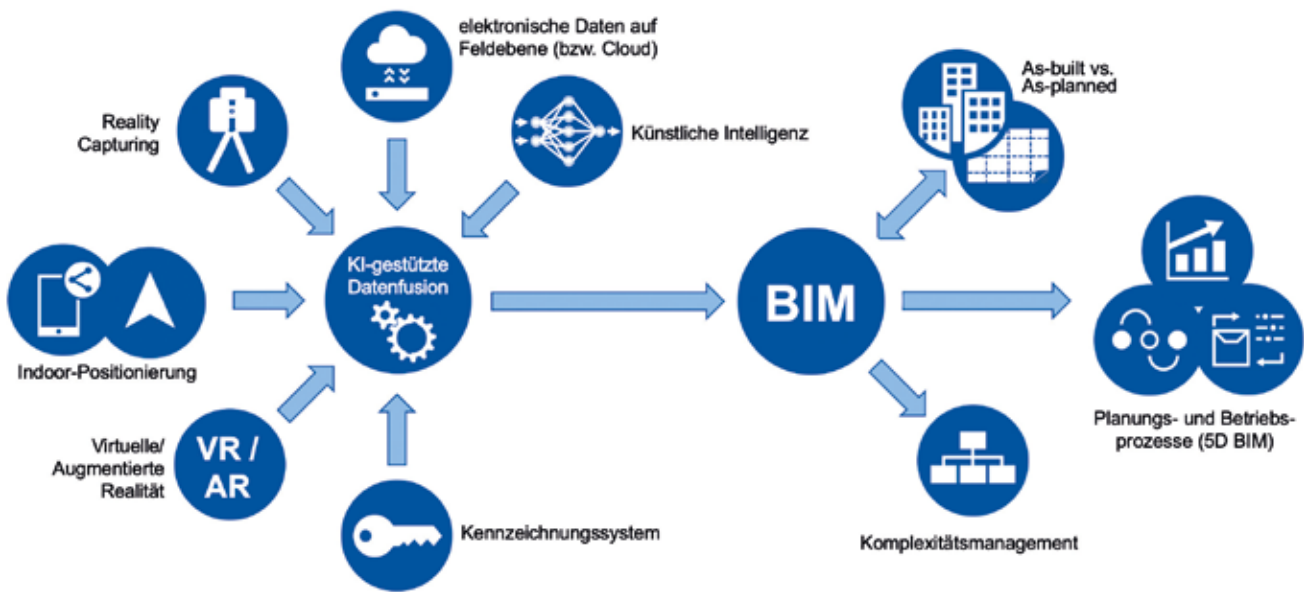 elektronische Daten auf
Feldebene (bzw. Cloud)
Reality
Capturing
Künstliche Intelligenz
As-built vs.
As-planned
KI-gestützte
Datenfusion
BIM
Indoor-Positionierung
Virtuelle/
Augmentierte
Realität
VR /
AR
Kennzeichnungssystem
Planungs- und Betriebs-
prozesse (5D BIM)
Komplexitätsmanagement